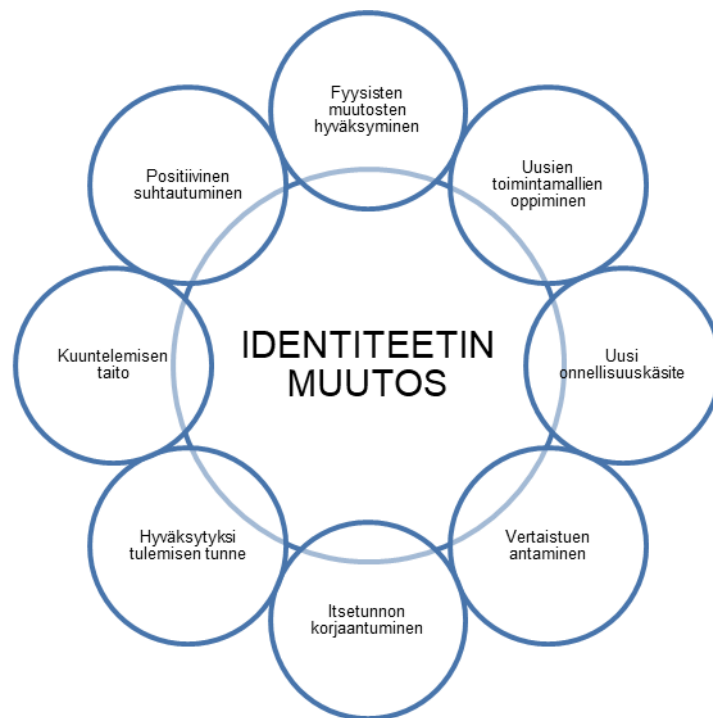 Fyysisten
muutosten
hyväksyminen
Uusien
toimintamallien
oppiminen
Uusi
onnellisuuskäsite
Vertaistuen
antaminen
Itsetunnon
korjaantuminen
Hyväksytyksi
tulemisen tunne
Kuuntelemisen
taito
Positiivinen
suhtautuminen
IDENTITEETIN
MUUTOS